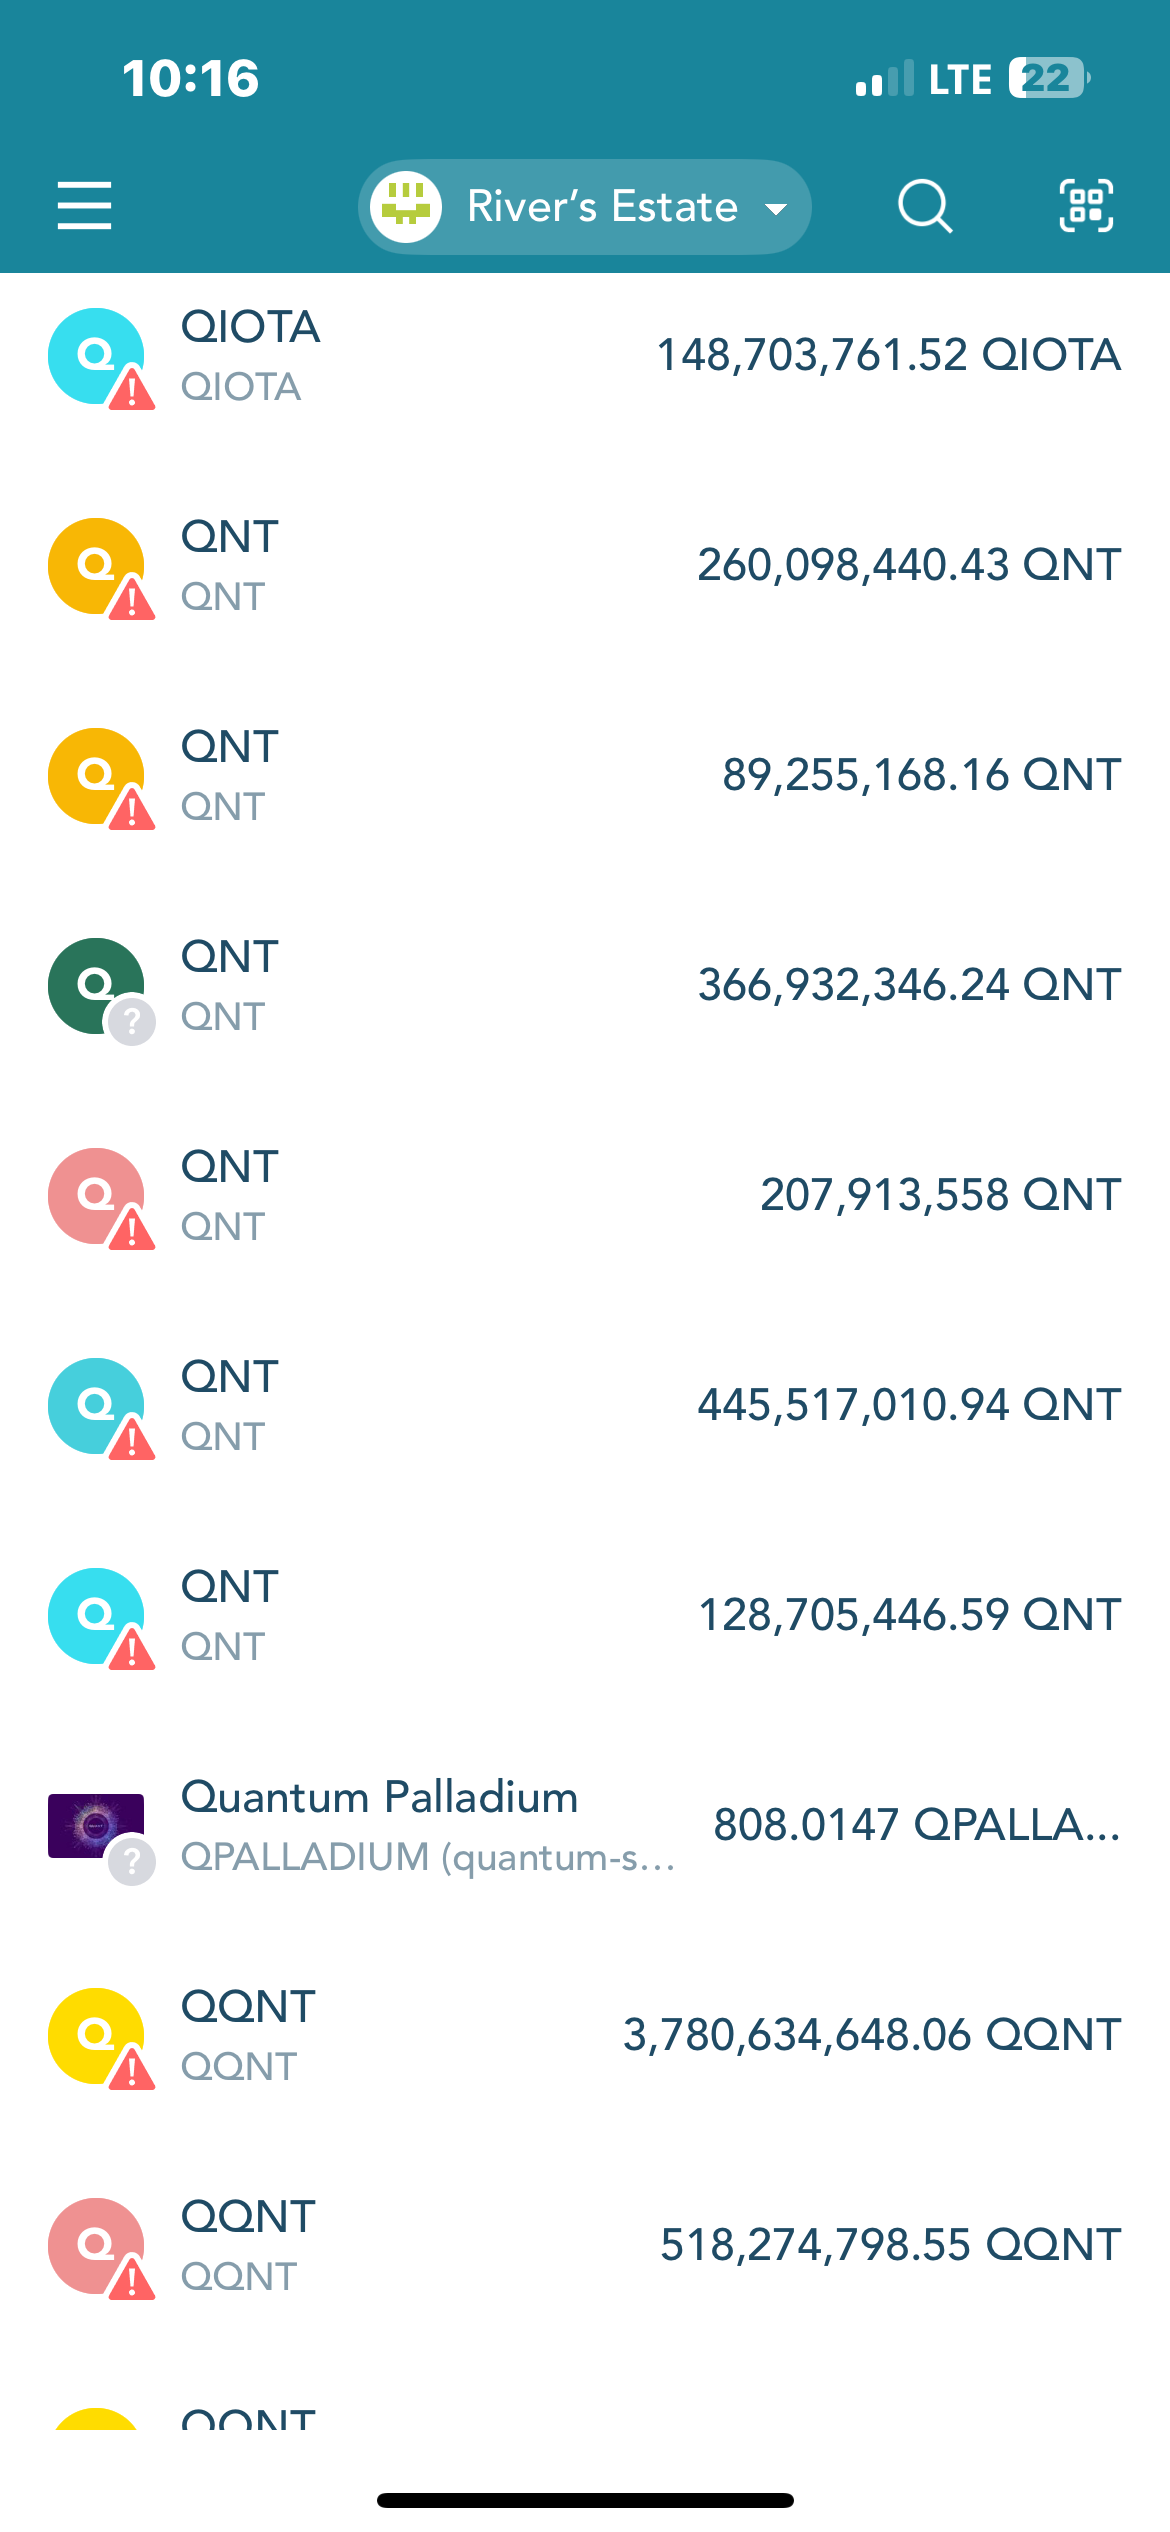 10:16
LTE 22
River's Estate
Q QIOTA
QIOTA
148,703,761.52 QIOTA
Q QNT
QNT
260,098,440.43 QNT
Q QNT
QNT
89,255,168.16 QNT
Q QNT
? QNT
366,932,346.24 QNT
Q QNT
QNT
207,913,558 QNT
Q QNT
QNT
445,517,010.94 QNT
Q QNT
QNT
128,705,446.59 QNT
Quantum Palladium
? QPALLADIUM (quantum-s...
808.0147 QPALLA...
Q QQNT
QQNT
3,780,634,648.06 QQNT
Q QQNT
QQNT
518,274,798.55 QQNT
QQNT